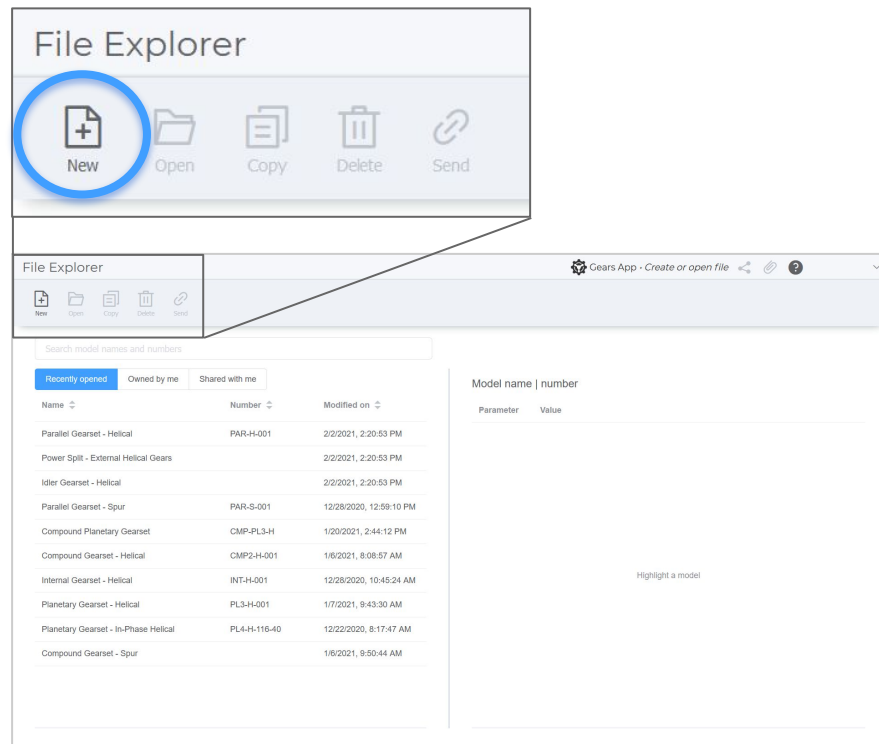 File Explorer
New Open Copy Delete Send
File Explorer
Gears App · Create or open file ?
New Open Copy Delete Send
Search model names and numbers
Recently opened Owned by me Shared with me
Model name | number
Name Number Modified on
Parameter Value
Parallel Gearset - Helical PAR-H-001 2/2/2021, 2:20:53 PM
Power Split - External Helical Gears 2/2/2021, 2:20:53 PM
Idler Gearset - Helical 2/2/2021, 2:20:53 PM
Parallel Gearset - Spur PAR-S-001 12/28/2020, 12:59:10 PM
Compound Planetary Gearset CMP-PL3-H 1/20/2021, 2:44:12 PM
Compound Gearset - Helical CMP2-H-001 1/6/2021, 8:08:57 AM
Internal Gearset - Helical INT-H-001 12/28/2020, 10:45:24 AM
Planetary Gearset - Helical PL3-H-001 1/7/2021, 9:43:30 AM
Planetary Gearset - In-Phase Helical PL4-H-116-40 12/22/2020, 8:17:47 AM
Compound Gearset - Spur 1/6/2021, 9:50:44 AM
Highlight a model